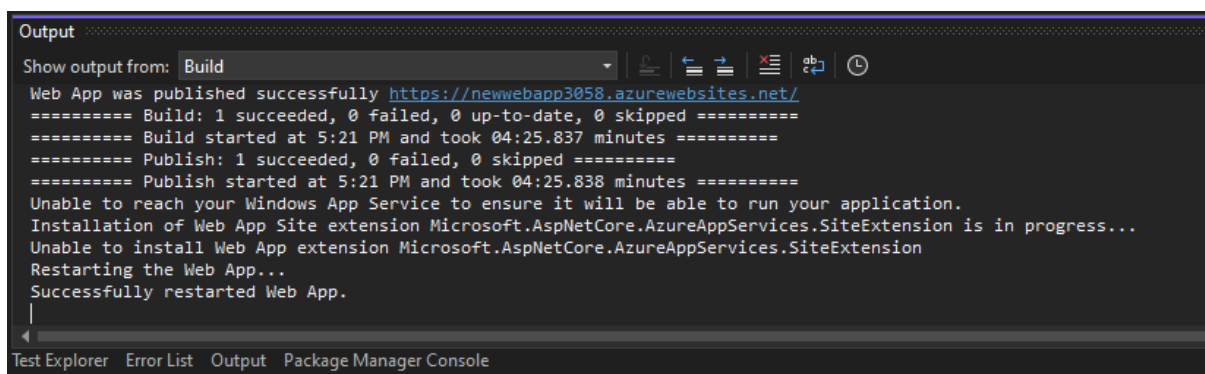 Output
Show output from: Build
Web App was published successfully https://newwebapp3058.azurewebsites.net/
========== Build: 1 succeeded, 0 failed, 0 up-to-date, 0 skipped ==========
========== Build started at 5:21 PM and took 04:25.837 minutes ==========
========== Publish: 1 succeeded, 0 failed, 0 skipped ==========
========== Publish started at 5:21 PM and took 04:25.838 minutes ==========
Unable to reach your Windows App Service to ensure it will be able to run your application.
Installation of Web App Site extension Microsoft.AspNetCore.AzureAppServices.SiteExtension is in progress...
Unable to install Web App extension Microsoft.AspNetCore.AzureAppServices.SiteExtension
Restarting the Web App...
Successfully restarted Web App.
Test Explorer Error List Output Package Manager Console